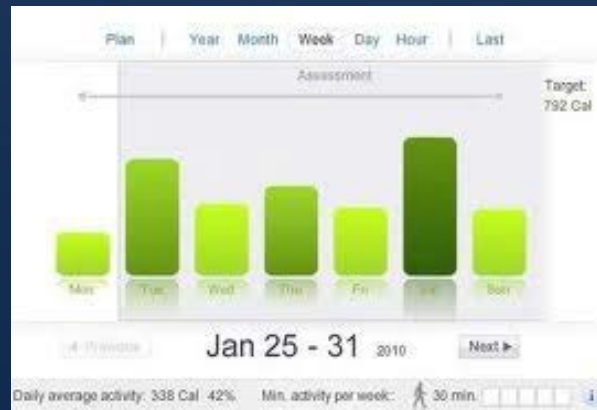 Plan | Year Month Week Day Hour | Last
Assessment
Target:
792 Cal
Mon Tue Wed Thu Fri Sat Sun
◄ Previous Jan 25 - 31 2010 Next ►
Daily average activity: 338 Cal 42% Min. activity per week: 30 min. i